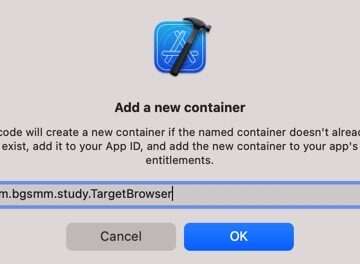 Add a new container
code will create a new container if the named container doesn't alread
exist, add it to your App ID, and add the new container to your app's
entitlements.
m.bgsmm.study.TargetBrowser
Cancel
OK